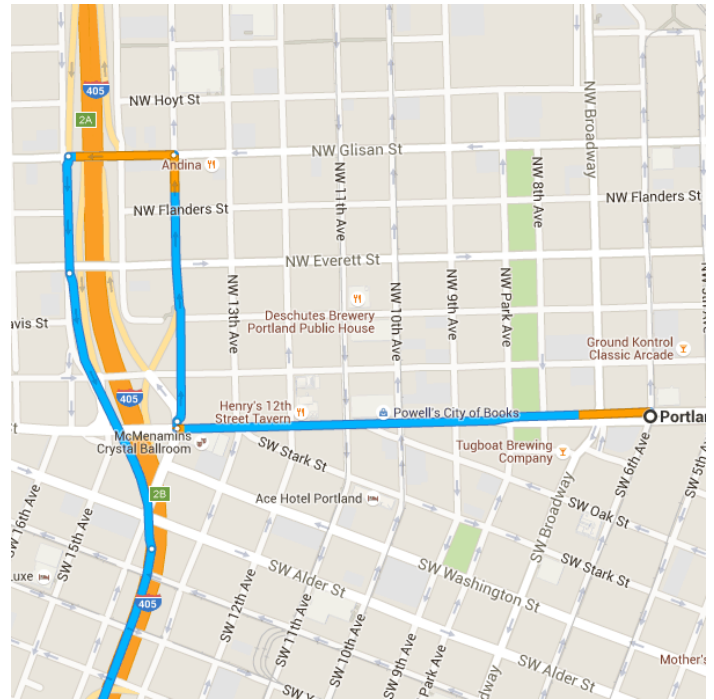 405
2A
NW Hoyt St
NW Broadway
NW Glisan St
Andina
NW 11th Ave
NW 8th Ave
NW Flanders St
NW Flanders St
NW Everett St
NW 13th Ave
NW 10th Ave
NW 9th Ave
NW Park Ave
Deschutes Brewery
Portland Public House
avis St
Ground Kontrol
Classic Arcade
405
Henry's 12th
Street Tavern
Powell's City of Books
Portlan
St
McMenamins
Crystal Ballroom
SW Stark St
Tugboat Brewing
Company
SW 6th Ave
SW 5th Ave
2B
Ace Hotel Portland
SW Broadway
SW Oak St
SW 16th Ave
SW 15th Ave
SW Stark St
Luxe
SW Alder St
SW Washington St
405
SW 12th Ave
SW 11th Ave
SW 10th Ave
SW 9th Ave
SW Park Ave
SW Alder St
Mother's